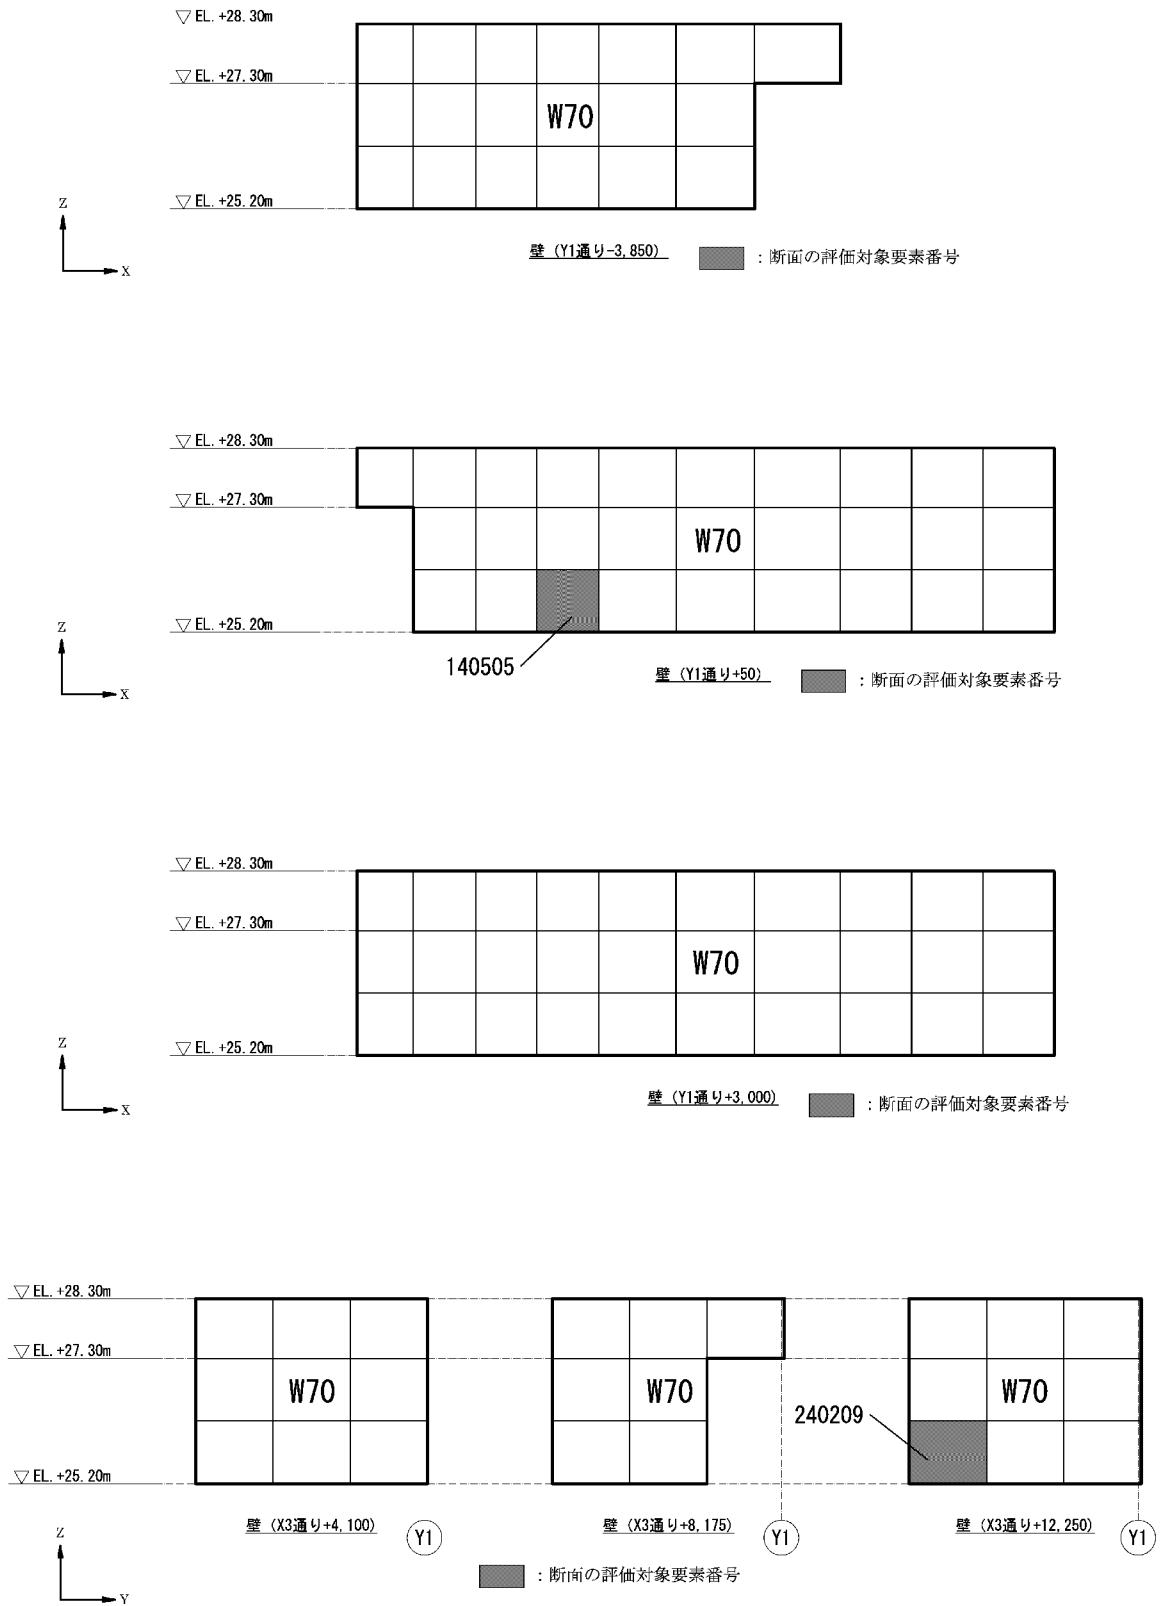 ▽ EL. +28.30m
▽ EL. +27.30m
W70
▽ EL. +25.20m
Z
X
壁 (Y1通り-3,850)
：断面の評価対象要素番号
▽ EL. +28.30m
▽ EL. +27.30m
W70
▽ EL. +25.20m
Z
X
140505
壁 (Y1通り+50)
：断面の評価対象要素番号
▽ EL. +28.30m
▽ EL. +27.30m
W70
▽ EL. +25.20m
Z
X
壁 (Y1通り+3,000)
：断面の評価対象要素番号
▽ EL. +28.30m
▽ EL. +27.30m
W70
W70
W70
240209
▽ EL. +25.20m
壁 (X3通り+4,100)
Y1
壁 (X3通り+8,175)
Y1
壁 (X3通り+12,250)
Y1
Z
Y
：断面の評価対象要素番号